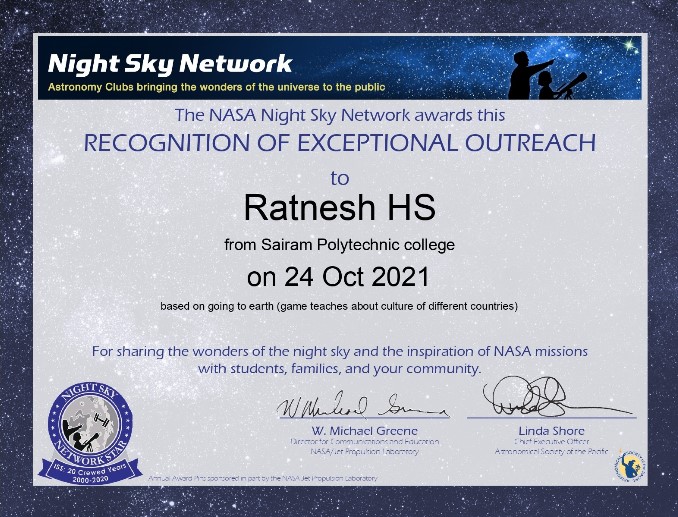 Night Sky Network
Astronomy Clubs bringing the wonders of the universe to the public
The NASA Night Sky Network awards this
RECOGNITION OF EXCEPTIONAL OUTREACH
to
Ratnesh HS
from Sairam Polytechnic college
on 24 Oct 2021
based on going to earth (game teaches about culture of different countries)
For sharing the wonders of the night sky and the inspiration of NASA missions
with students, families, and your community.
NIGHT SKY
NETWORK STAR
ISS: 20 Crewed Years
2000-2020
W. Michael Greene
Director for Communications and Education
NASA/Jet Propulsion Laboratory
Linda Shore
Chief Executive Officer
Astronomical Society of the Pacific
Annual Award Pins sponsored in part by the NASA Jet Propulsion Laboratory